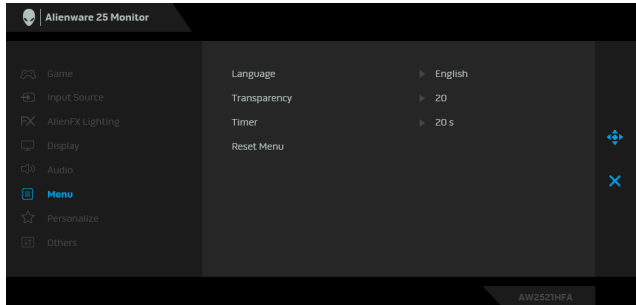 Alienware 25 Monitor
Game
Input Source
FX AlienFX Lighting
Display
Audio
Menu
Personalize
Others
Language English
Transparency 20
Timer 20 s
Reset Menu
AW2521HFA